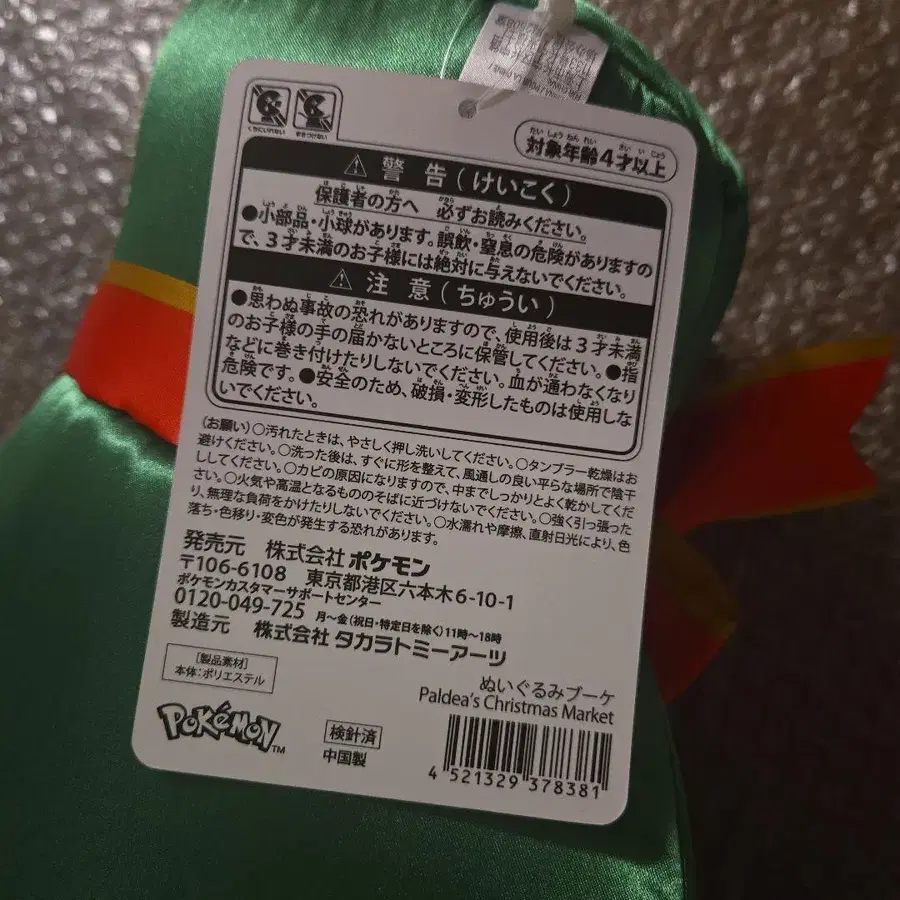 くちにいれない
首をつけない
対象年齢4才以上
警告(けいこく)
保護者の方へ 必ずお読みください。
●小部品・小球があります。誤飲・窒息の危険がありますの
で、3才未満のお子様には絶対に与えないでください。
注意(ちゅうい)
●思わぬ事故の恐れがありますので、使用後は3才未満
のお子様の手の届かないところに保管してください。●指
などに巻き付けたりしないでください。血が通わなくなり
危険です。●安全のため、破損・変形したものは使用しな
いでください。
(お願い)○汚れたときは、やさしく押し洗いしてください。○タンブラー乾燥はお
避けください。○洗った後は、すぐに形を整えて、風通しの良い平らな場所で陰干
ししてください。○カビの原因になりますので、中までしっかりとよく乾かしてくだ
さい。○火気や高温となるもののそばに近づけないでください。○強く引っ張った
り、無理な負荷をかけたりしないでください。○水濡れや摩擦、直射日光により、色
落ち・色移り・変色が発生する恐れがあります。
発売元 株式会社ポケモン
〒106-6108 東京都港区六本木6-10-1
ポケモンカスタマーサポートセンター
0120-049-725 月〜金(祝日・特定日を除く)11時〜18時
製造元 株式会社タカラトミーアーツ
[製品素材]
本体:ポリエステル
ぬいぐるみブーケ
Paldea's Christmas Market
POKéMON TM
検針済
中国製
4 521329 378381